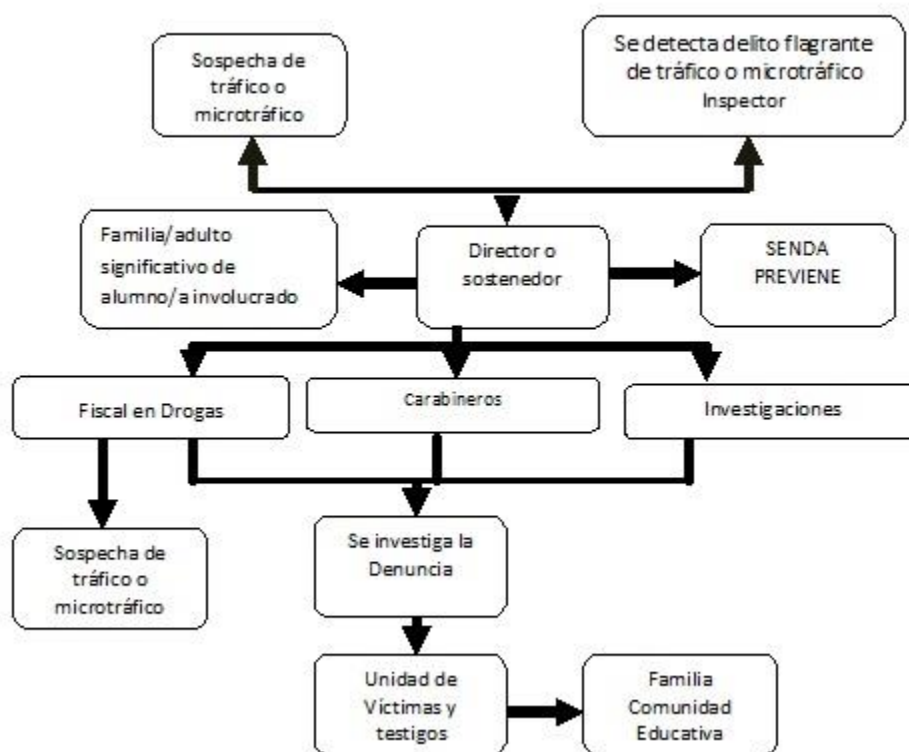 Sospecha de
tráfico o
microtráfico
Se detecta delito flagrante
de tráfico o microtráfico
Inspector
Familia/adulto
significativo de
alumno/a involucrado
Director o
sostenedor
SENDA
PREVIENE
Fiscal en Drogas
Carabineros
Investigaciones
Sospecha de
tráfico o
microtráfico
Se investiga la
Denuncia
Unidad de
Víctimas y
testigos
Familia
Comunidad
Educativa